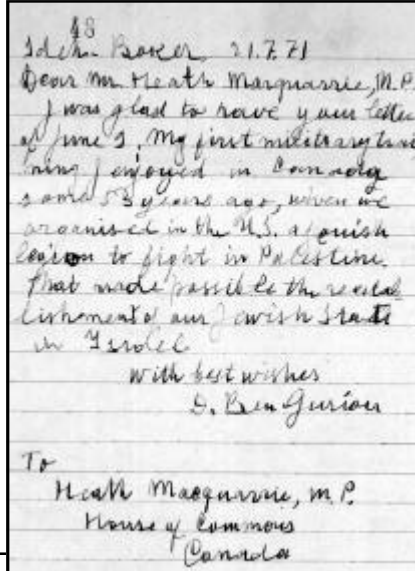 48
Sdeh Boker, 21.7.71
Dear Mr. Heath Macquarrie, M.P.
I was glad to have your letter
of June 2. My first military trai
ning I enjoyed in Canada
some 53 years ago, when we
organised in the U.S. a Jewish
legion to fight in Palestine.
That made possible the reestab
lishment of our Jewish State
in Israel
With best wishes
D. Ben Gurion
To
Heath Macquarrie, M.P.
House of Commons
Canada